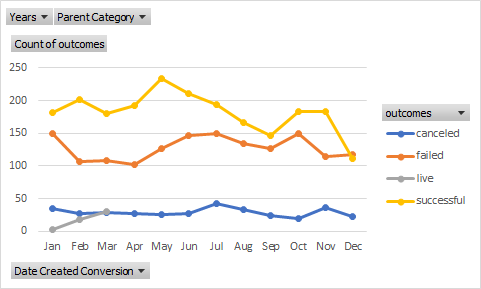 Years Parent Category
Count of outcomes
250
200
150
100
50
0
Jan Feb Mar Apr May Jun Jul Aug Sep Oct Nov Dec
outcomes
canceled
failed
live
successful
Date Created Conversion